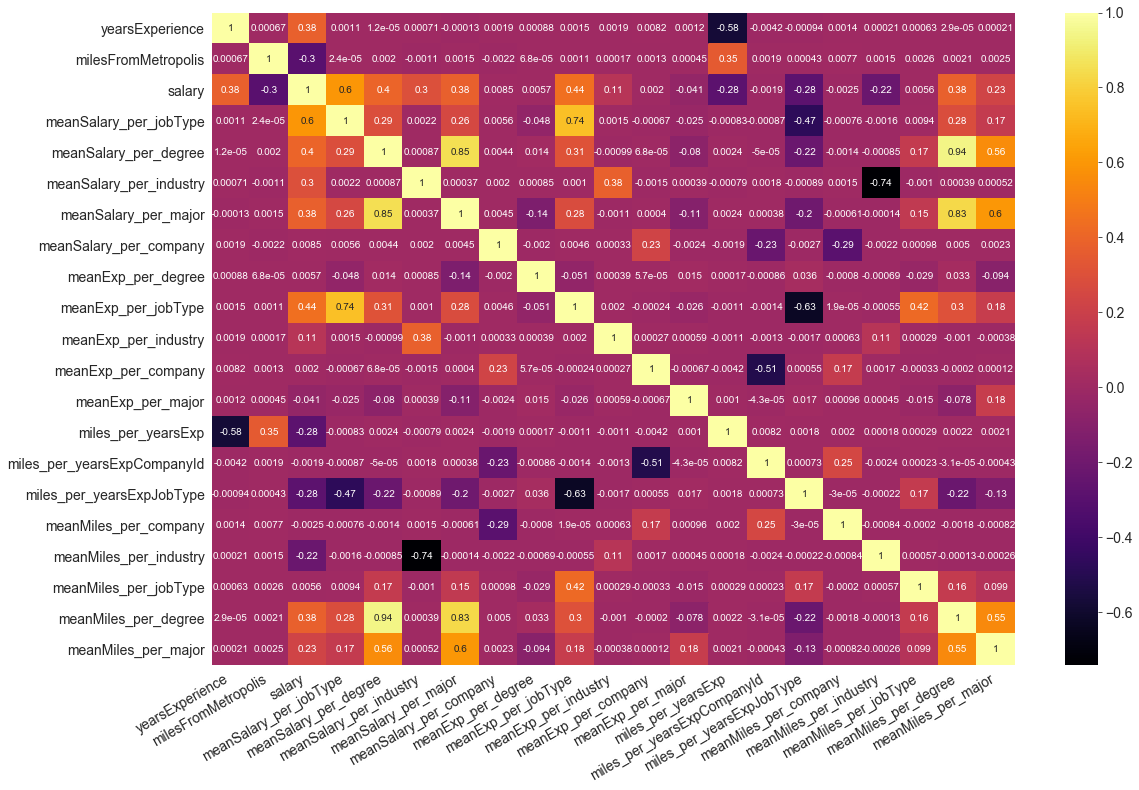 yearsExperience 1 0.00067 0.38 0.0011 1.2e-05 0.00071 -0.00013 0.0019 0.00088 0.0015 0.0019 0.0082 0.0012 -0.58 -0.0042 -0.00094 0.0014 0.00021 0.00063 2.9e-05 0.00021 1.0
milesFromMetropolis 0.00067 1 -0.3 2.4e-05 0.002 -0.0011 0.0015 -0.0022 6.8e-05 0.0011 0.00017 0.0013 0.00045 0.35 0.0019 0.00043 0.0077 0.0015 0.0026 0.0021 0.0025
salary 0.38 -0.3 1 0.6 0.4 0.3 0.38 0.0085 0.0057 0.44 0.11 0.002 -0.041 -0.28 -0.0019 -0.28 -0.0025 -0.22 0.0056 0.38 0.23 0.8
meanSalary_per_jobType 0.0011 2.4e-05 0.6 1 0.29 0.0022 0.26 0.0056 -0.048 0.74 0.0015 -0.00067 -0.025 -0.00083 -0.00087 -0.47 -0.00076 -0.0016 0.0094 0.28 0.17
meanSalary_per_degree 1.2e-05 0.002 0.4 0.29 1 0.00087 0.85 0.0044 0.014 0.31 -0.00099 6.8e-05 -0.08 0.0024 -5e-05 -0.22 -0.0014 -0.00085 0.17 0.94 0.56 0.6
meanSalary_per_industry 0.00071 -0.0011 0.3 0.0022 0.00087 1 0.00037 0.002 0.00085 0.001 0.38 -0.0015 0.00039 -0.00079 0.0018 -0.00089 0.0015 -0.74 -0.001 0.00039 0.00052
meanSalary_per_major -0.00013 0.0015 0.38 0.26 0.85 0.00037 1 0.0045 -0.14 0.28 -0.0011 0.0004 -0.11 0.0024 0.00038 -0.2 -0.00061 -0.00014 0.15 0.83 0.6
meanSalary_per_company 0.0019 -0.0022 0.0085 0.0056 0.0044 0.002 0.0045 1 -0.002 0.0046 0.00033 0.23 -0.0024 -0.0019 -0.23 -0.0027 -0.29 -0.0022 0.00098 0.005 0.0023 0.4
meanExp_per_degree 0.00088 6.8e-05 0.0057 -0.048 0.014 0.00085 -0.14 -0.002 1 -0.051 0.00039 5.7e-05 0.015 0.00017 -0.00086 0.036 -0.0008 -0.00069 -0.029 0.033 -0.094
meanExp_per_jobType 0.0015 0.0011 0.44 0.74 0.31 0.001 0.28 0.0046 -0.051 1 0.002 -0.00024 -0.026 -0.0011 -0.0014 -0.63 1.9e-05 -0.00055 0.42 0.3 0.18 0.2
meanExp_per_industry 0.0019 0.00017 0.11 0.0015 -0.00099 0.38 -0.0011 0.00033 0.00039 0.002 1 0.00027 0.00059 -0.0011 -0.0013 -0.0017 0.00063 0.11 0.00029 -0.001 -0.00038
meanExp_per_company 0.0082 0.0013 0.002 -0.00067 6.8e-05 -0.0015 0.0004 0.23 5.7e-05 -0.00024 0.00027 1 -0.00067 -0.0042 -0.51 0.00055 0.17 0.0017 -0.00033 -0.0002 0.00012
meanExp_per_major 0.0012 0.00045 -0.041 -0.025 -0.08 0.00039 -0.11 -0.0024 0.015 -0.026 0.00059 -0.00067 1 0.001 -4.3e-05 0.017 0.00096 0.00045 -0.015 -0.078 0.18 0.0
miles_per_yearsExp -0.58 0.35 -0.28 -0.00083 0.0024 -0.00079 0.0024 -0.0019 0.00017 -0.0011 -0.0011 -0.0042 0.001 1 0.0082 0.0018 0.002 0.00018 0.00029 0.0022 0.0021
miles_per_yearsExpCompanyId -0.0042 0.0019 -0.0019 -0.00087 -5e-05 0.0018 0.00038 -0.23 -0.00086 -0.0014 -0.0013 -0.51 -4.3e-05 0.0082 1 0.00073 0.25 -0.0024 0.00023 -3.1e-05 -0.00043 −0.2
miles_per_yearsExpJobType -0.00094 0.00043 -0.28 -0.47 -0.22 -0.00089 -0.2 -0.0027 0.036 -0.63 -0.0017 0.00055 0.017 0.0018 0.00073 1 -3e-05 -0.00022 0.17 -0.22 -0.13
meanMiles_per_company 0.0014 0.0077 -0.0025 -0.00076 -0.0014 0.0015 -0.00061 -0.29 -0.0008 1.9e-05 0.00063 0.17 0.00096 0.002 0.25 -3e-05 1 -0.00084 -0.0002 -0.0018 -0.00082
meanMiles_per_industry 0.00021 0.0015 -0.22 -0.0016 -0.00085 -0.74 -0.00014 -0.0022 -0.00069 -0.00055 0.11 0.0017 0.00045 0.00018 -0.0024 -0.00022 -0.00084 1 0.00057 -0.00013 -0.00026 −0.4
meanMiles_per_jobType 0.00063 0.0026 0.0056 0.0094 0.17 -0.001 0.15 0.00098 -0.029 0.42 0.00029 -0.00033 -0.015 0.00029 0.00023 0.17 -0.0002 0.00057 1 0.16 0.099
meanMiles_per_degree 2.9e-05 0.0021 0.38 0.28 0.94 0.00039 0.83 0.005 0.033 0.3 -0.001 -0.0002 -0.078 0.0022 -3.1e-05 -0.22 -0.0018 -0.00013 0.16 1 0.55 −0.6
meanMiles_per_major 0.00021 0.0025 0.23 0.17 0.56 0.00052 0.6 0.0023 -0.094 0.18 -0.00038 0.00012 0.18 0.0021 -0.00043 -0.13 -0.00082 -0.00026 0.099 0.55 1
yearsExperience
milesFromMetropolis
salary
meanSalary_per_jobType
meanSalary_per_degree
meanSalary_per_industry
meanSalary_per_major
meanSalary_per_company
meanExp_per_degree
meanExp_per_jobType
meanExp_per_industry
meanExp_per_company
meanExp_per_major
miles_per_yearsExp
miles_per_yearsExpCompanyId
miles_per_yearsExpJobType
meanMiles_per_company
meanMiles_per_industry
meanMiles_per_jobType
meanMiles_per_degree
meanMiles_per_major